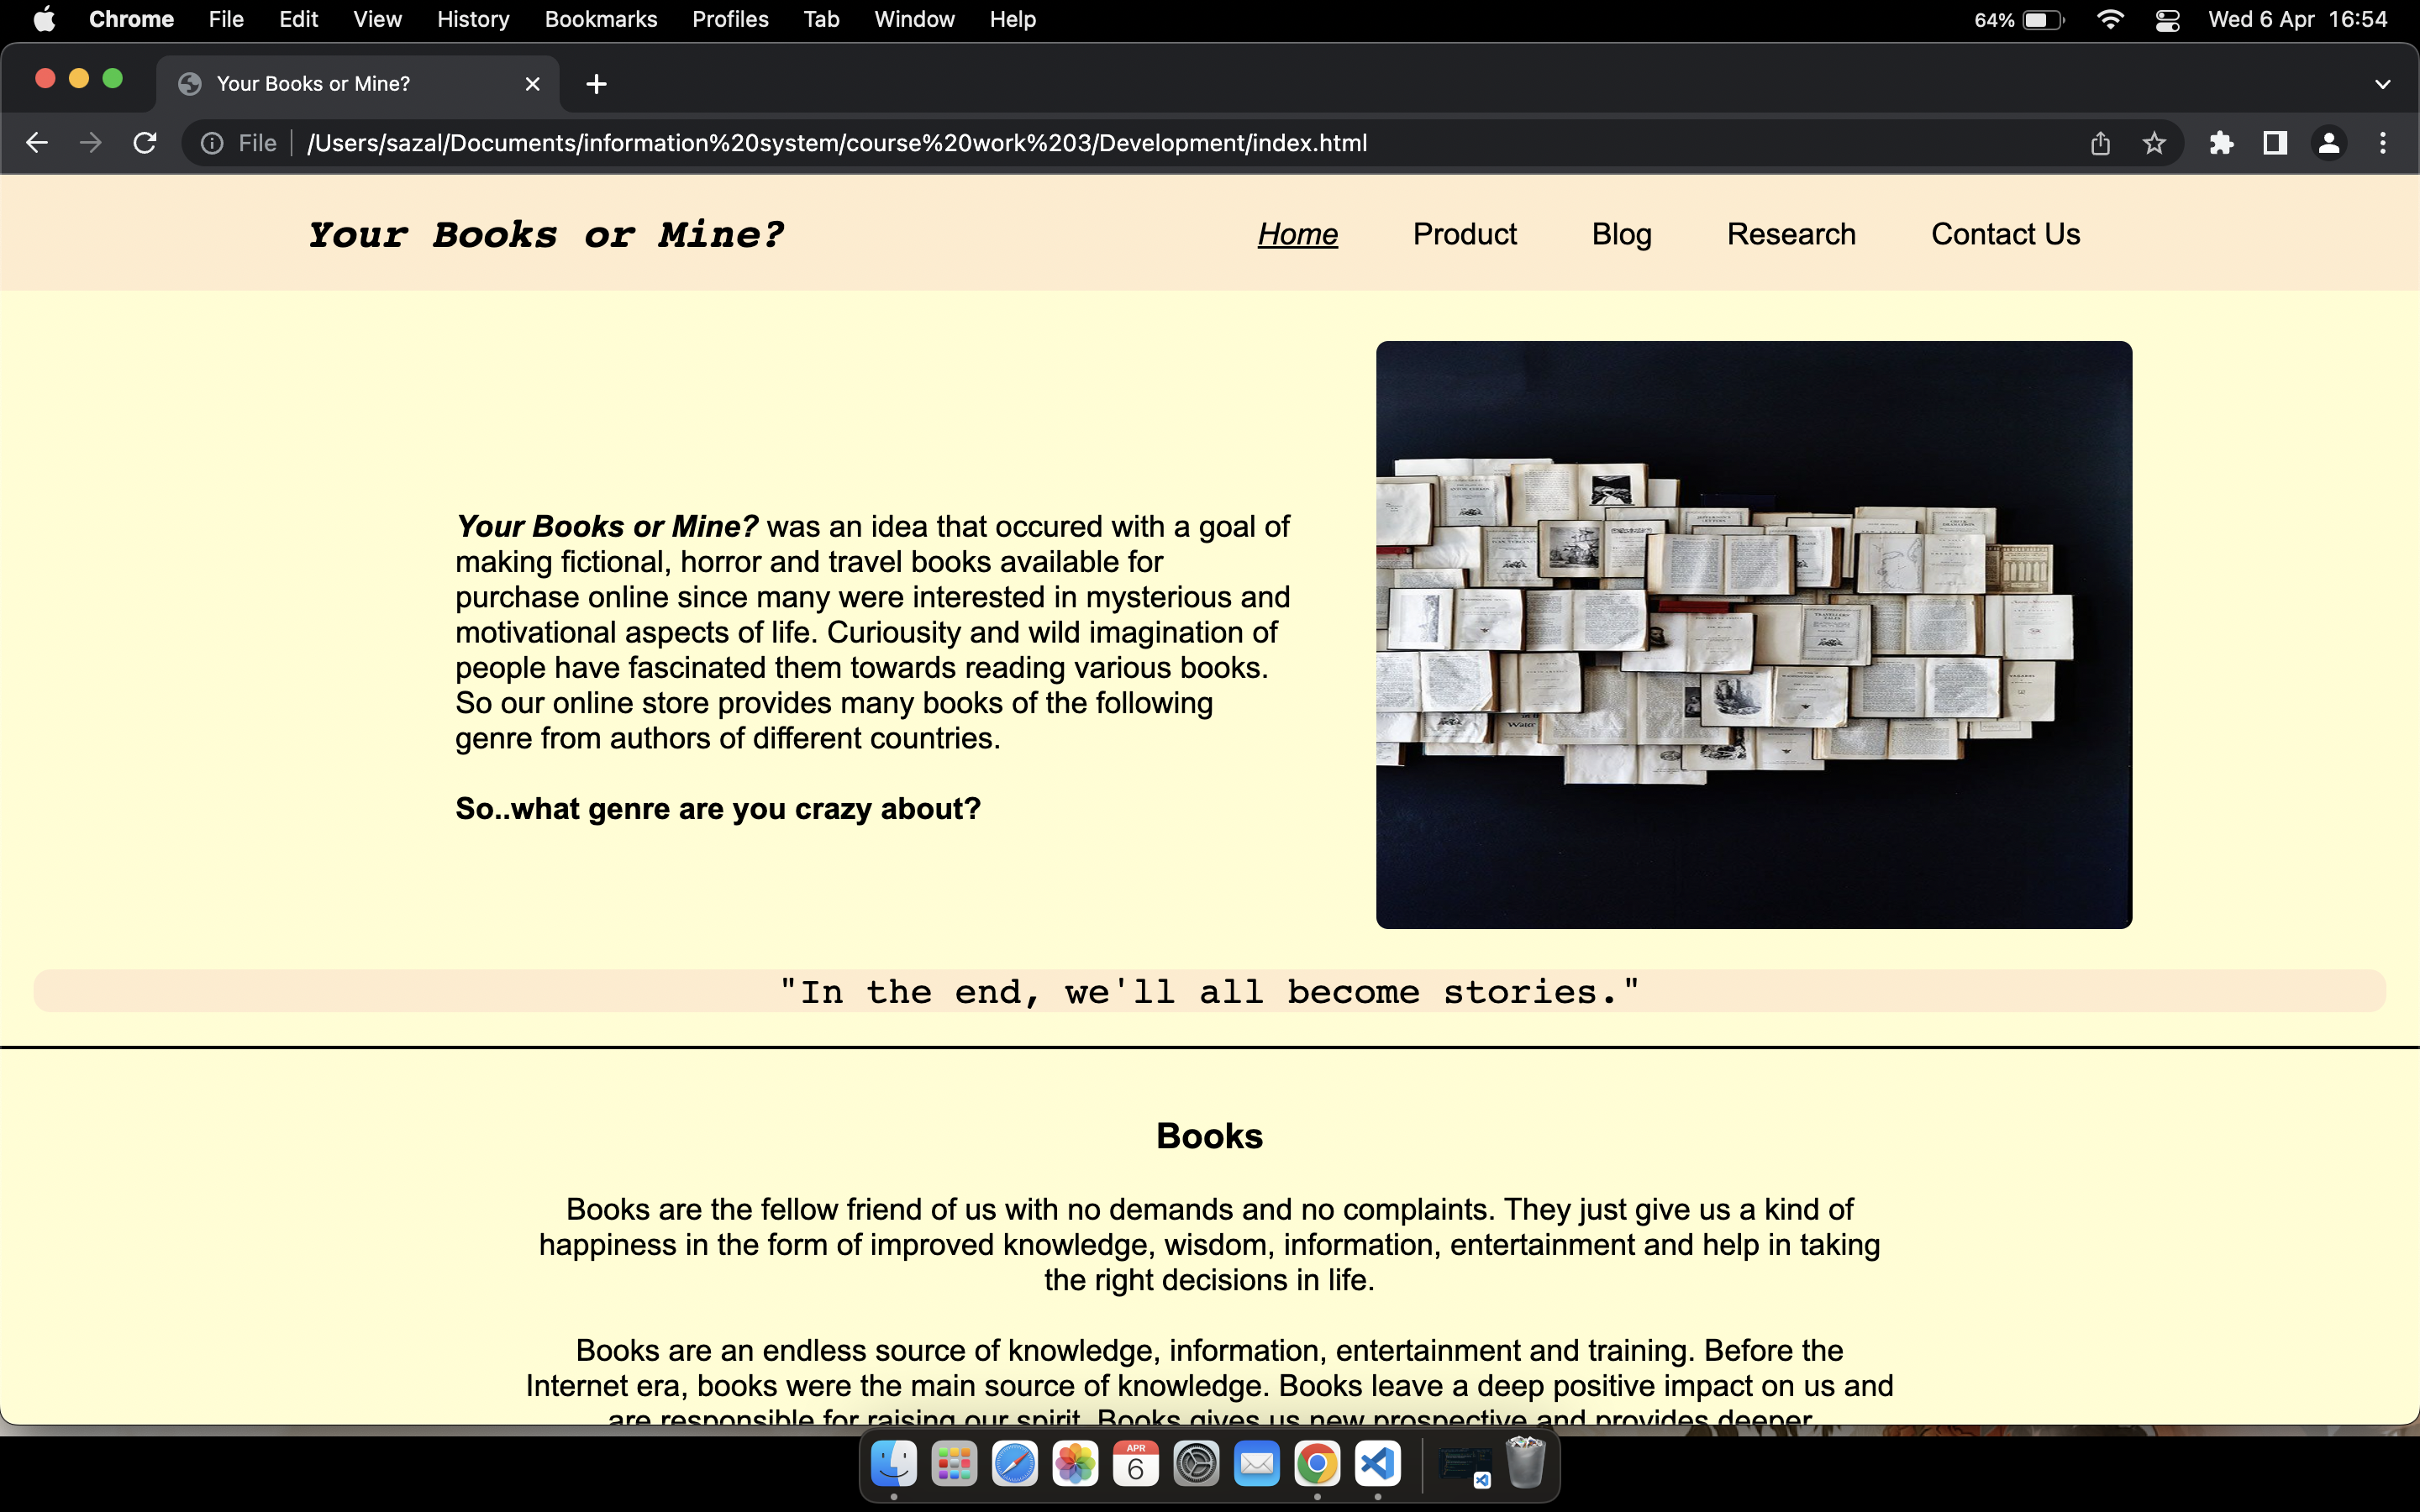 Chrome File Edit View History Bookmarks Profiles Tab Window Help 64% Wed 6 Apr 16:54
Your Books or Mine?
File /Users/sazal/Documents/information%20system/course%20work%203/Development/index.html
Your Books or Mine? Home Product Blog Research Contact Us
Your Books or Mine? was an idea that occured with a goal of
making fictional, horror and travel books available for
purchase online since many were interested in mysterious and
motivational aspects of life. Curiousity and wild imagination of
people have fascinated them towards reading various books.
So our online store provides many books of the following
genre from authors of different countries.
So..what genre are you crazy about?
"In the end, we'll all become stories."
Books
Books are the fellow friend of us with no demands and no complaints. They just give us a kind of
happiness in the form of improved knowledge, wisdom, information, entertainment and help in taking
the right decisions in life.
Books are an endless source of knowledge, information, entertainment and training. Before the
Internet era, books were the main source of knowledge. Books leave a deep positive impact on us and
are responsible for raising our spirit. Books gives us new prospective and provides deeper
APR
6